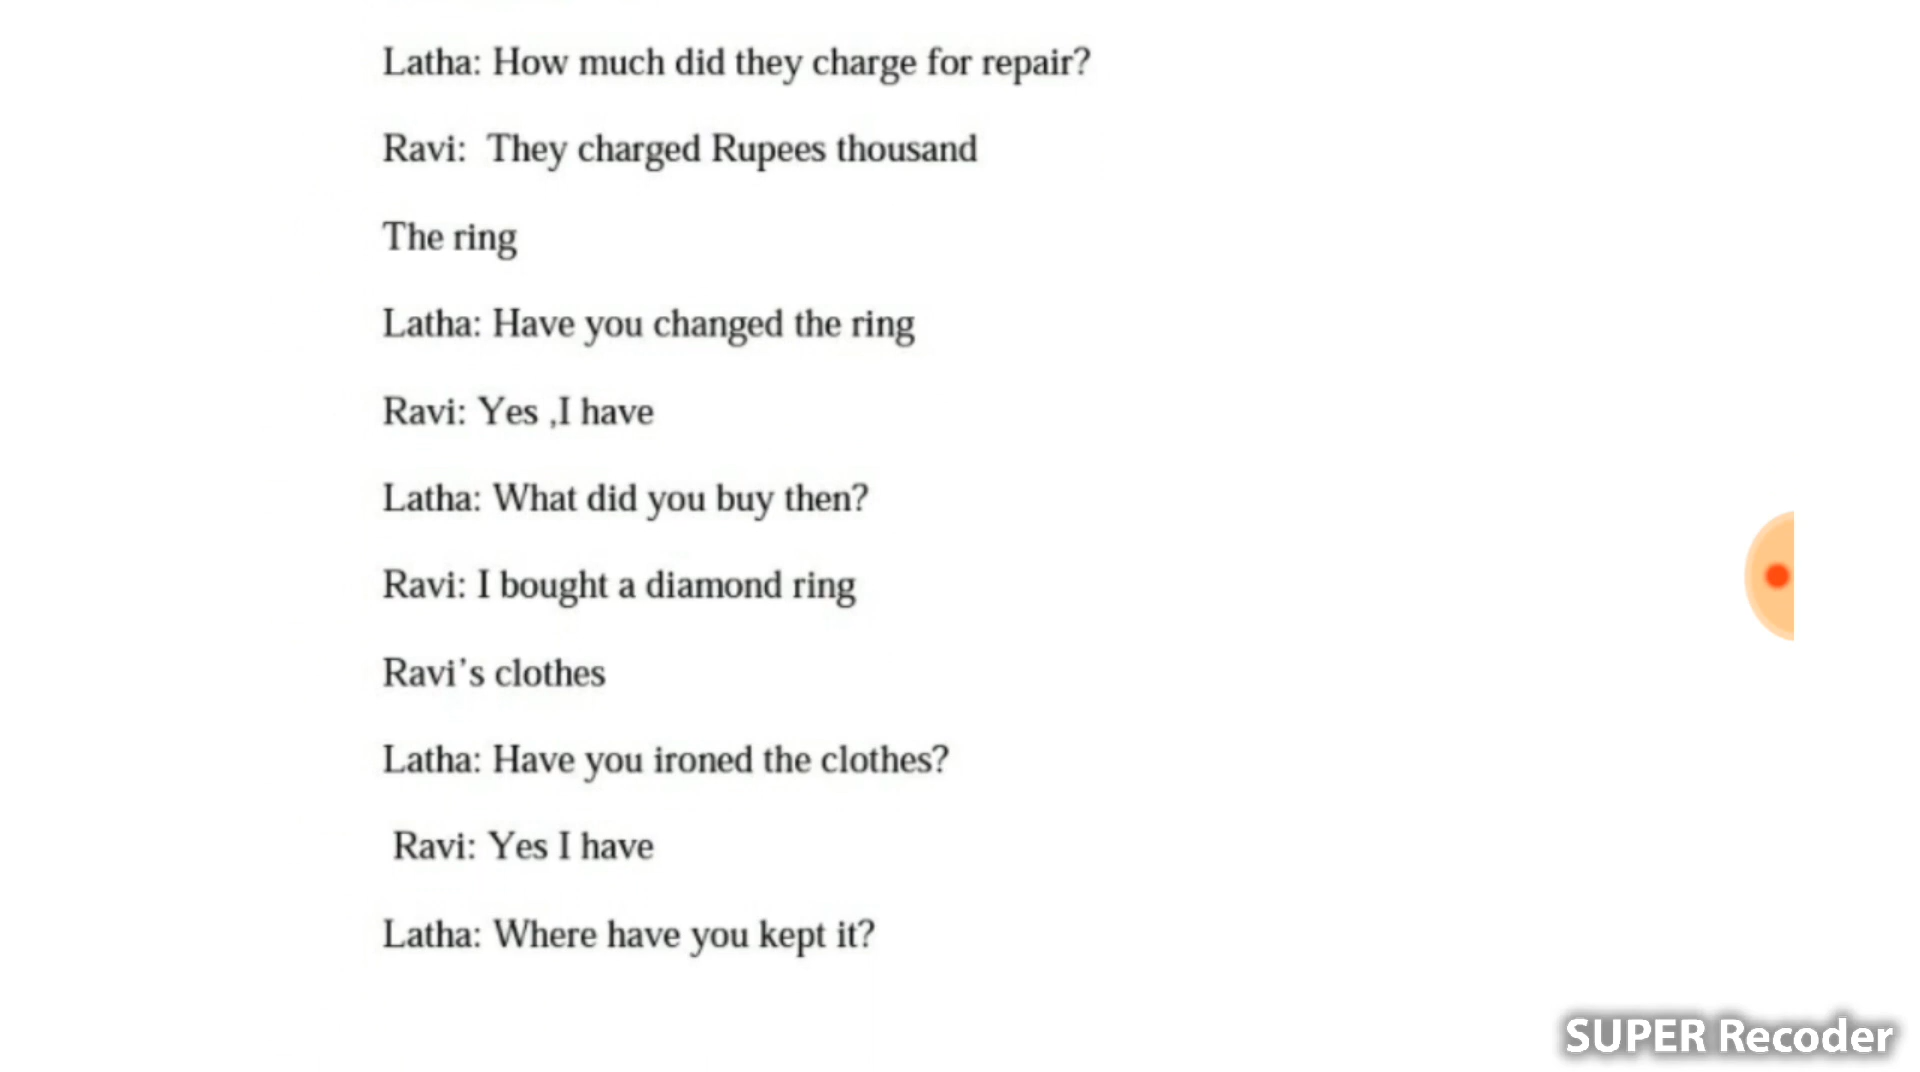 Latha: How much did they charge for repair?
Ravi:  They charged Rupees thousand
The ring
Latha: Have you changed the ring
Ravi: Yes ,I have
Latha: What did you buy then?
Ravi: I bought a diamond ring
Ravi’s clothes
Latha: Have you ironed the clothes?
Ravi: Yes I have
Latha: Where have you kept it?
SUPER Recoder